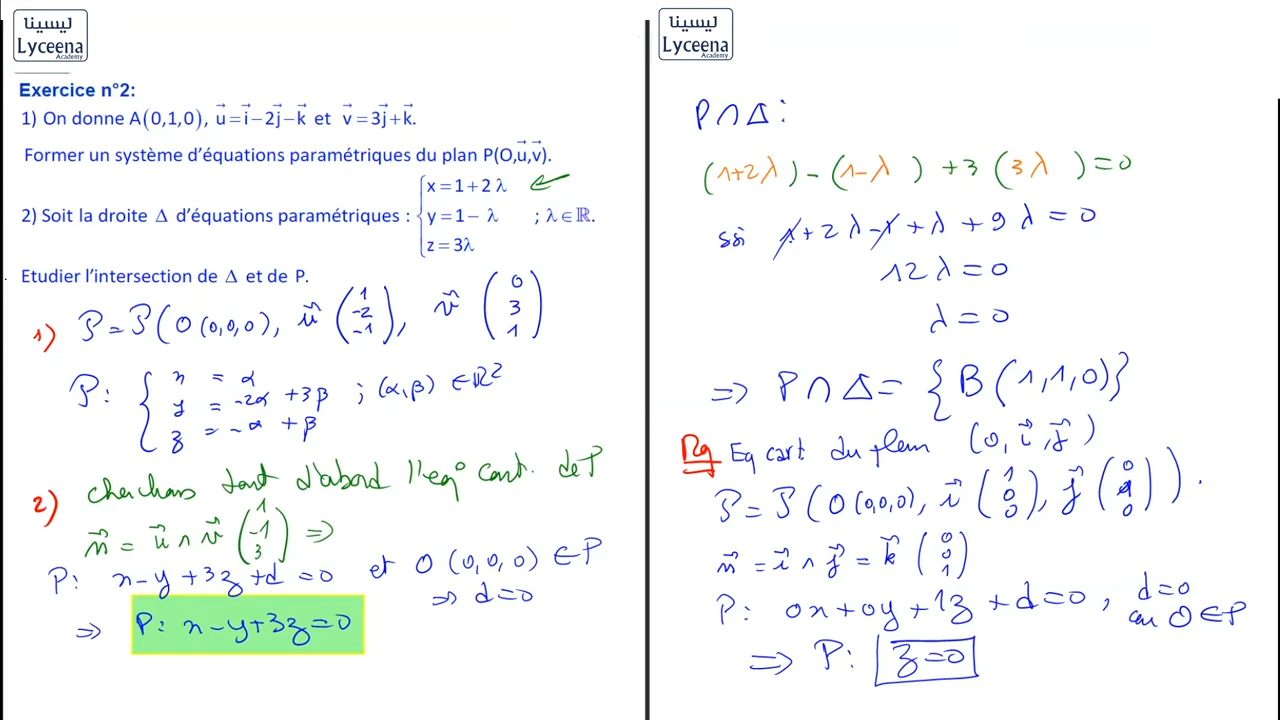 ليسينا
Lyceena
Academy
Exercice n°2:
1) On donne A(0,1,0), u⃗ = i⃗ − 2j⃗ − k⃗ et v⃗ = 3j⃗ + k⃗.
Former un système d'équations paramétriques du plan P(O,u⃗,v⃗).
2) Soit la droite Δ d'équations paramétriques : { x = 1 + 2 λ
y = 1 − λ ; λ ∈ ℝ.
z = 3λ
Etudier l'intersection de Δ et de P.
1) P = P(O(0,0,0), u⃗ (1 -2 -1), v⃗ (0 3 1)
P: { x = α
y = -2α + 3β ; (α,β) ∈ ℝ²
z = -α + β
2) cherchons tout d'abord l'eq° cart. de P
n⃗ = u⃗ ∧ v⃗ (1 -1 3) ⇒
P: x - y + 3z + d = 0 et O (0,0,0) ∈ P
⇒ d = 0
⇒ P: x - y + 3z = 0
ليسينا
Lyceena
Academy
P ∩ Δ :
(1+2λ) - (1-λ) + 3 (3λ) = 0
ssi 1 + 2λ - 1 + λ + 9λ = 0
12λ = 0
λ = 0
⇒ P ∩ Δ = {B (1,1,0)}
Rq Eq cart du plan (O, i⃗, j⃗)
P = P(O(0,0,0), i⃗ (1 0 0), j⃗ (0 1 0)).
n⃗ = i⃗ ∧ j⃗ = k⃗ (0 0 1)
P: 0x + 0y + 1z + d = 0, d = 0
car O ∈ P
⇒ P: z = 0